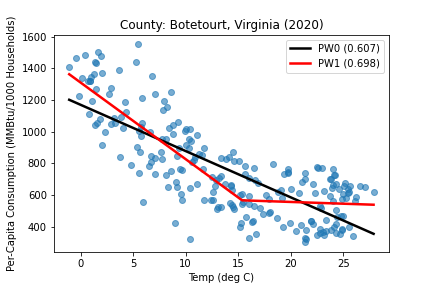 County: Botetourt, Virginia (2020)
Per-Capita Consumption (MMBtu/1000 Households)
1600
1400
1200
1000
800
600
400
PW0 (0.607)
PW1 (0.698)
0 5 10 15 20 25
Temp (deg C)